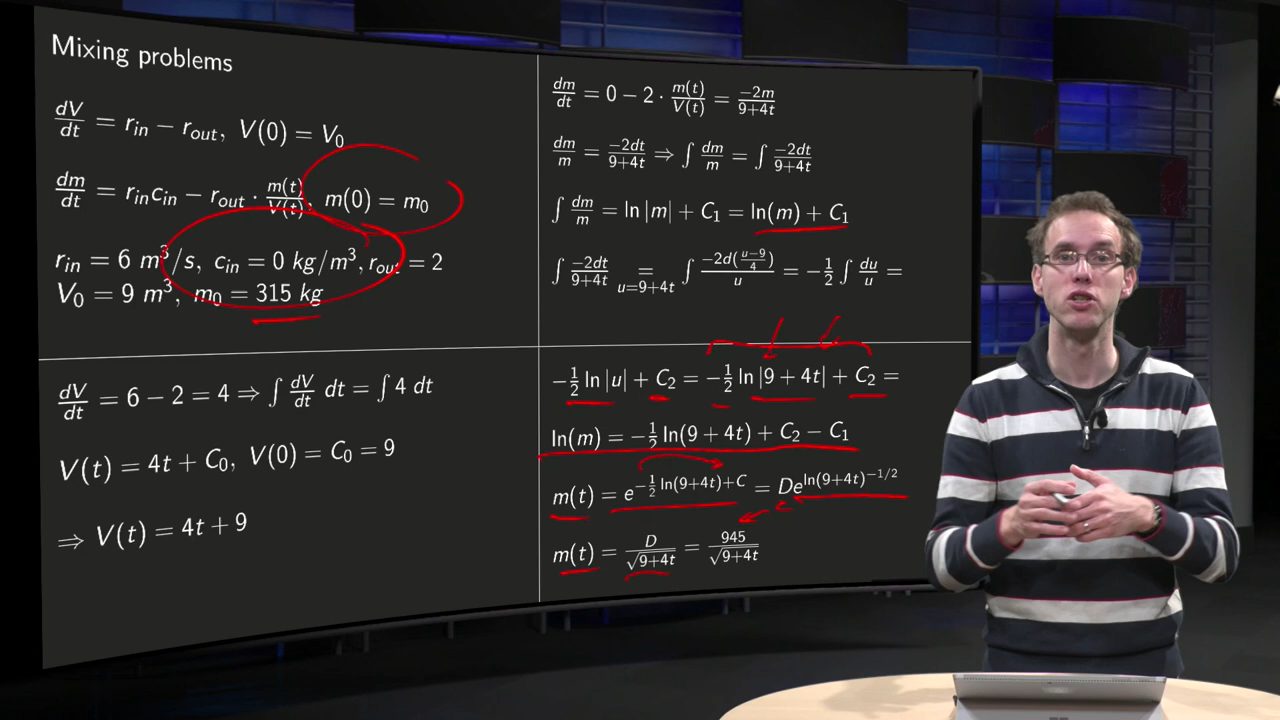 Mixing problems
dV/dt = r_in − r_out, V(0) = V_0
dm/dt = r_in c_in − r_out · m(t)/V(t), m(0) = m_0
r_in = 6 m^3/s, c_in = 0 kg/m^3, r_out = 2
V_0 = 9 m^3, m_0 = 315 kg
dV/dt = 6 − 2 = 4 ⇒ ∫ dV/dt dt = ∫ 4 dt
V(t) = 4t + C_0, V(0) = C_0 = 9
⇒ V(t) = 4t + 9
dm/dt = 0 − 2 · m(t)/V(t) = −2m/(9+4t)
dm/m = −2dt/(9+4t) ⇒ ∫ dm/m = ∫ −2dt/(9+4t)
∫ dm/m = ln |m| + C_1 = ln(m) + C_1
∫ −2dt/(9+4t) =_{u=9+4t} ∫ −2d((u−9)/4)/u = −1/2 ∫ du/u =
−1/2 ln |u| + C_2 = −1/2 ln |9 + 4t| + C_2 =
ln(m) = −1/2 ln(9 + 4t) + C_2 − C_1
m(t) = e^{−1/2 ln(9+4t)+C} = De^{ln(9+4t)^{−1/2}}
m(t) = D/√(9+4t) = 945/√(9+4t)